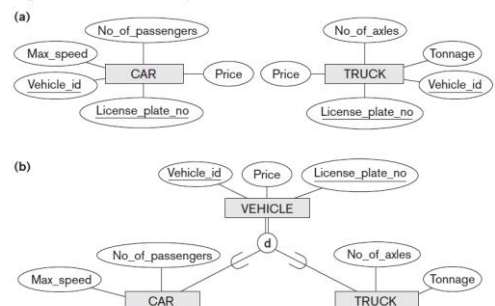 (a)
No_of_passengers
No_of_axles
Max_speed
Tonnage
CAR
Price
Price
TRUCK
Vehicle_id
Vehicle_id
License_plate_no
License_plate_no
(b)
Vehicle_id
Price
License_plate_no
VEHICLE
d
No_of_passengers
No_of_axles
Max_speed
Tonnage
CAR
TRUCK